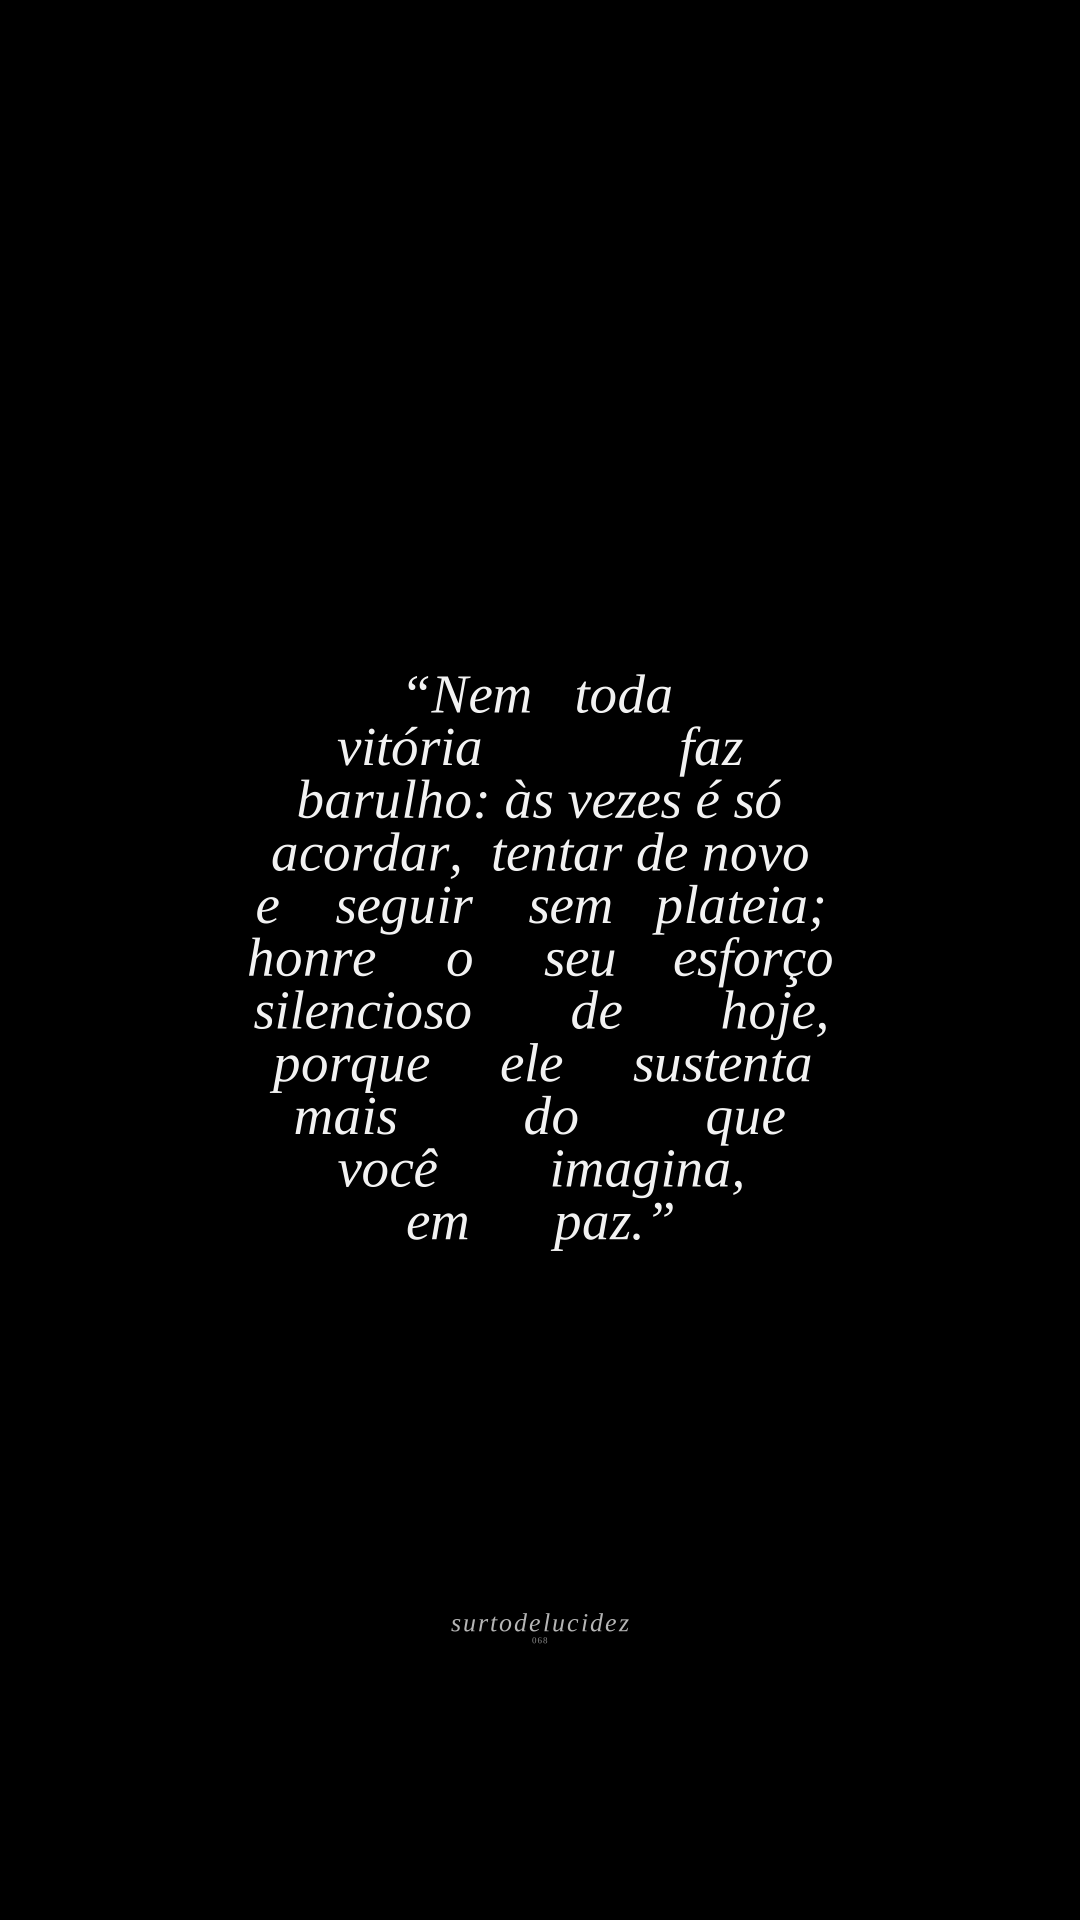 “Nem toda
vitória faz
barulho: às vezes é só
acordar, tentar de novo
e seguir sem plateia;
honre o seu esforço
silencioso de hoje,
porque ele sustenta
mais do que
você imagina,
em paz.”
surtodelucidez
068